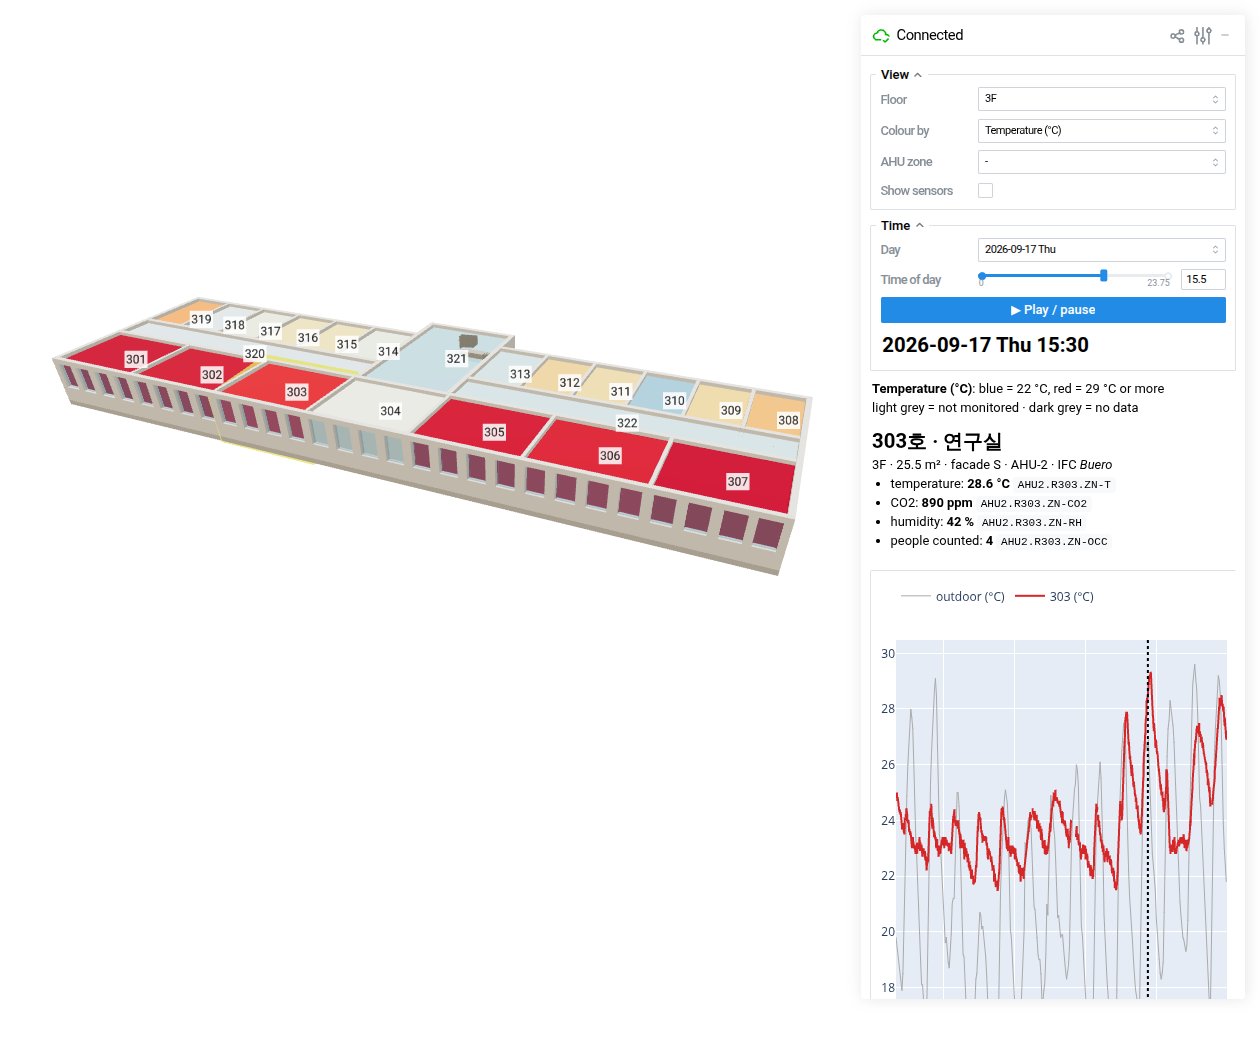 Connected
View
Floor
3F
Colour by
Temperature (°C)
AHU zone
-
Show sensors
Time
Day
2026-09-17 Thu
Time of day
0
23.75
15.5
▶ Play / pause
2026-09-17 Thu 15:30
Temperature (°C): blue = 22 °C, red = 29 °C or more
light grey = not monitored · dark grey = no data
303호 · 연구실
3F · 25.5 m² · facade S · AHU-2 · IFC Buero
• temperature: 28.6 °C AHU2.R303.ZN-T
• CO2: 890 ppm AHU2.R303.ZN-CO2
• humidity: 42 % AHU2.R303.ZN-RH
• people counted: 4 AHU2.R303.ZN-OCC
outdoor (°C)
303 (°C)
30
28
26
24
22
20
18
319
318
317
316
315
314
320
321
301
302
303
304
313
312
311
310
309
308
322
305
306
307